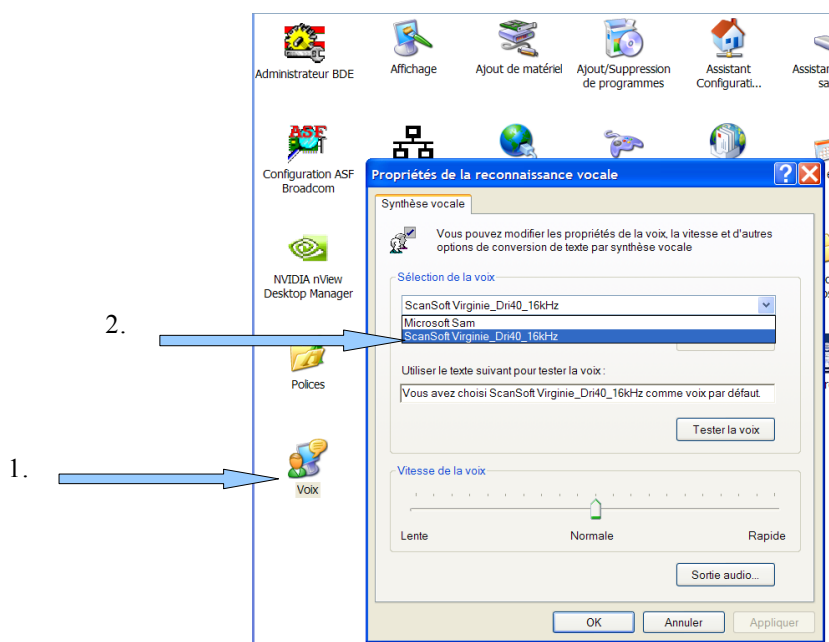 Administrateur BDE
Affichage
Ajout de matériel
Ajout/Suppression
de programmes
Assistant
Configurati...
Assistan
sa
ASF
Configuration ASF
Broadcom
Propriétés de la reconnaissance vocale
Synthèse vocale
Vous pouvez modifier les propriétés de la voix, la vitesse et d'autres
options de conversion de texte par synthèse vocale
NVIDIA nView
Desktop Manager
Sélection de la voix
ScanSoft Virginie_Dri40_16kHz
Microsoft Sam
2.
ScanSoft Virginie_Dri40_16kHz
Polices
Utiliser le texte suivant pour tester la voix :
Vous avez choisi ScanSoft Virginie_Dri40_16kHz comme voix par défaut.
Tester la voix
1.
Voix
Vitesse de la voix
Lente
Normale
Rapide
Sortie audio...
OK
Annuler
Appliquer